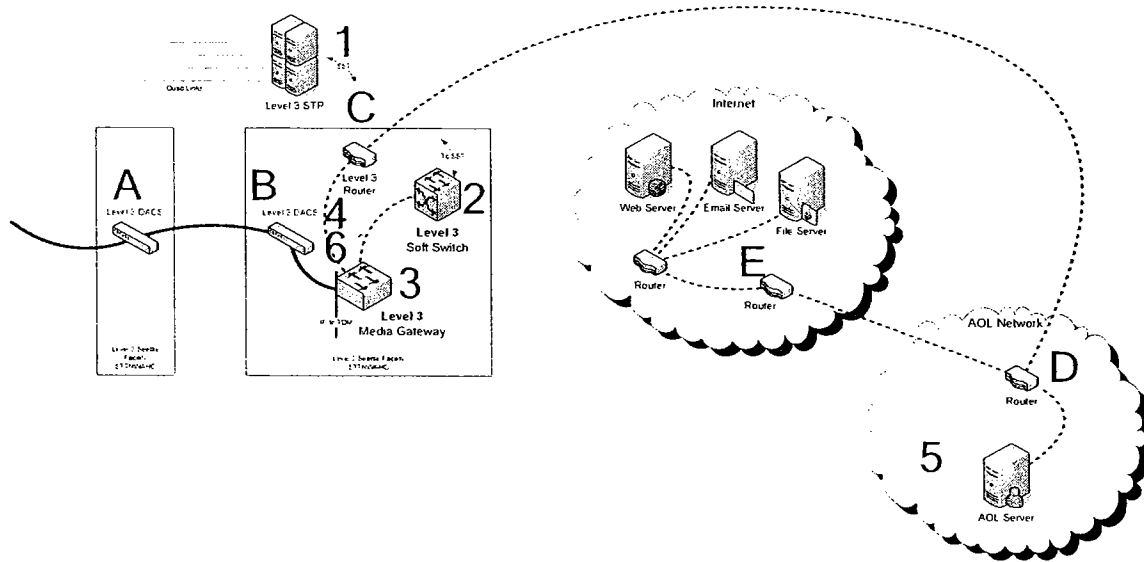 1
Quad Links
Level 3 STP
C
Internet
A
B
Level 3
Router
Web Server
Email Server
File Server
Level 3 DACS
Level 3 DACS
4
2
Level 3
Soft Switch
6
E
3
Router
Router
Level 3
Media Gateway
AOL Network
D
Router
5
AOL Server